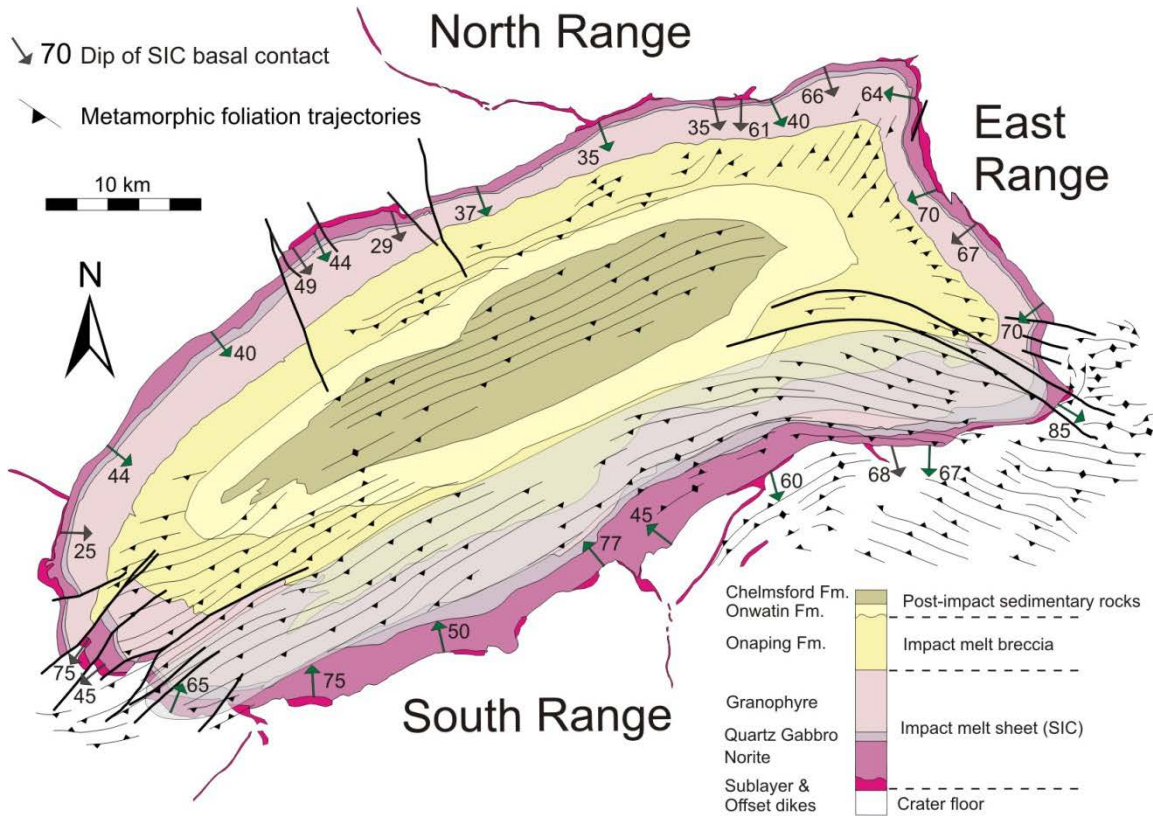 North Range
70 Dip of SIC basal contact
Metamorphic foliation trajectories
10 km
N
East
Range
South Range
66
64
35
61
40
35
70
37
67
29
44
49
70
40
85
44
68
67
60
45
25
77
50
75
45
65
75
Chelmsford Fm.
Onwatin Fm.
Post-impact sedimentary rocks
Onaping Fm.
Impact melt breccia
Granophyre
Quartz Gabbro
Impact melt sheet (SIC)
Norite
Sublayer &
Offset dikes
Crater floor